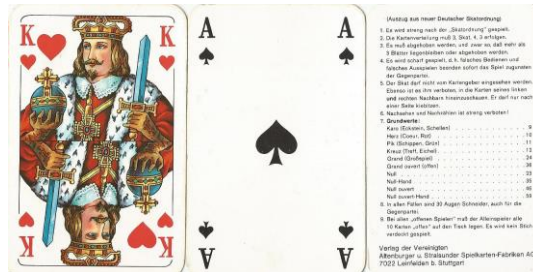 K
K
K
K
A
A
A
A
(Auszug aus neuer Deutscher Skatordnung)
1. Es wird streng nach der „Skatordnung" gespielt.
2. Die Kartenverteilung muß 3, Skat, 4, 3 erfolgen.
3. Es muß abgehoben werden, und zwar so, daß mehr als
3 Blätter liegenbleiben oder abgehoben werden.
4. Es wird scharf gespielt, d. h. falsches Bedienen und
falsches Ausspielen beenden sofort das Spiel zugunsten
der Gegenpartei.
5. Der Skat darf nicht vom Kartengeber eingesehen werden.
Ebenso ist es ihm verboten, in die Karten seines linken
und rechten Nachbarn hineinzuschauen. Er darf nur nach
einer Seite kiebitzen.
6. Nachsehen und Nachzählen ist streng verboten!
7. Grundwerte:
Karo (Eckstein, Schellen) 9
Herz (Coeur, Rot) 10
Pik (Schippen, Grün) 11
Kreuz (Treff, Eichel) 12
Grand (Großspiel) 24
Grand ouvert (offen) 36
Null 23
Null-Hand 35
Null ouvert 46
Null ouvert-Hand 59
8. In allen Fällen sind 30 Augen Schneider, auch für die
Gegenpartei.
9. Bei allen „offenen Spielen" muß der Alleinspieler alle
10 Karten „offen" auf den Tisch legen. Es wird kein Stich
verdeckt gespielt.
Verlag der Vereinigten
Altenburger u. Stralsunder Spielkarten-Fabriken AG
7022 Leinfelden b. Stuttgart